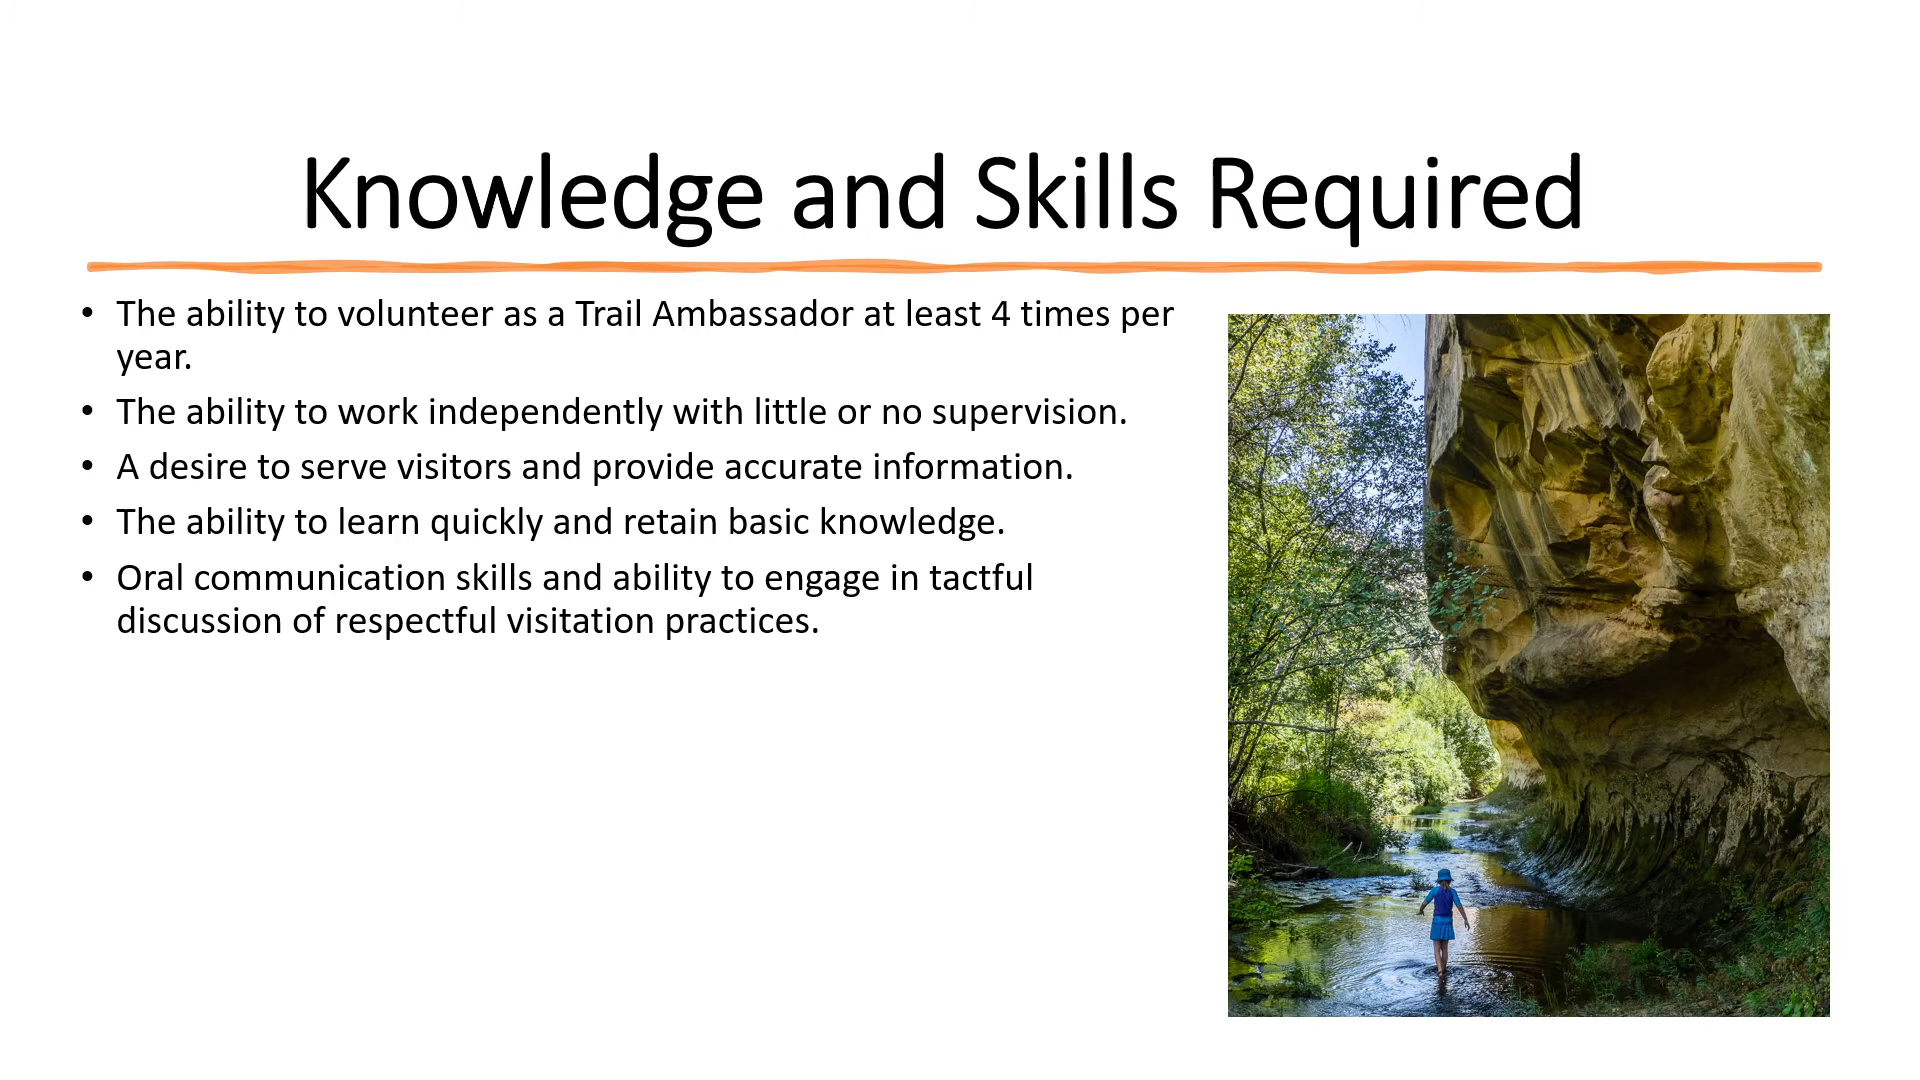 Knowledge and Skills Required
• The ability to volunteer as a Trail Ambassador at least 4 times per
year.
• The ability to work independently with little or no supervision.
• A desire to serve visitors and provide accurate information.
• The ability to learn quickly and retain basic knowledge.
• Oral communication skills and ability to engage in tactful
discussion of respectful visitation practices.